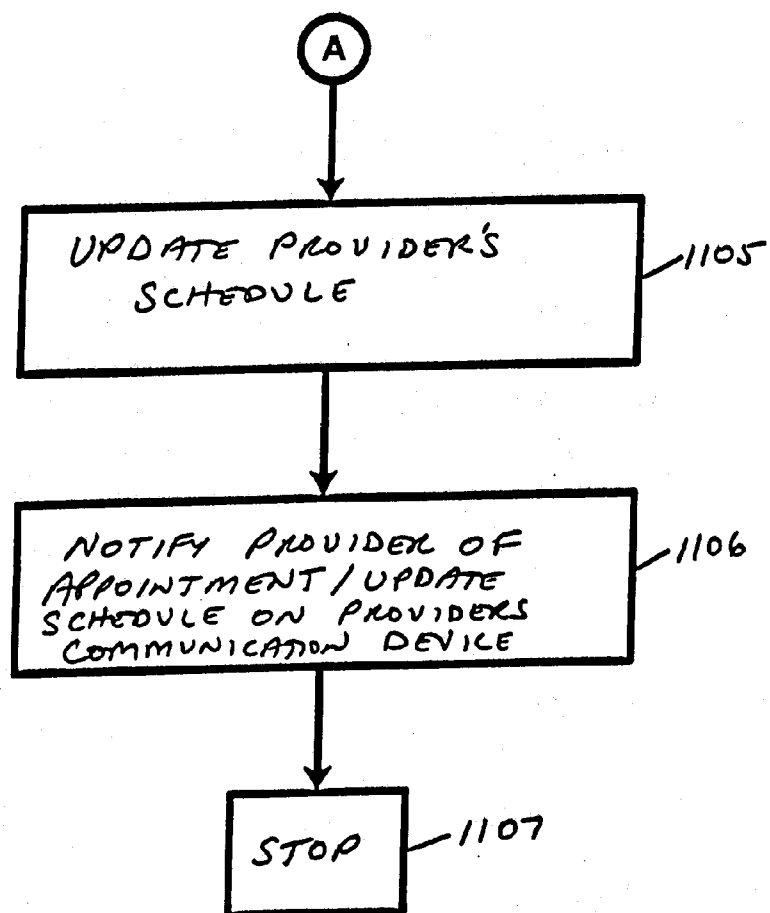 A
UPDATE PROVIDER'S
SCHEDULE
1105
NOTIFY PROVIDER OF
APPOINTMENT/UPDATE
SCHEDULE ON PROVIDERS
COMMUNICATION DEVICE
1106
STOP
1107